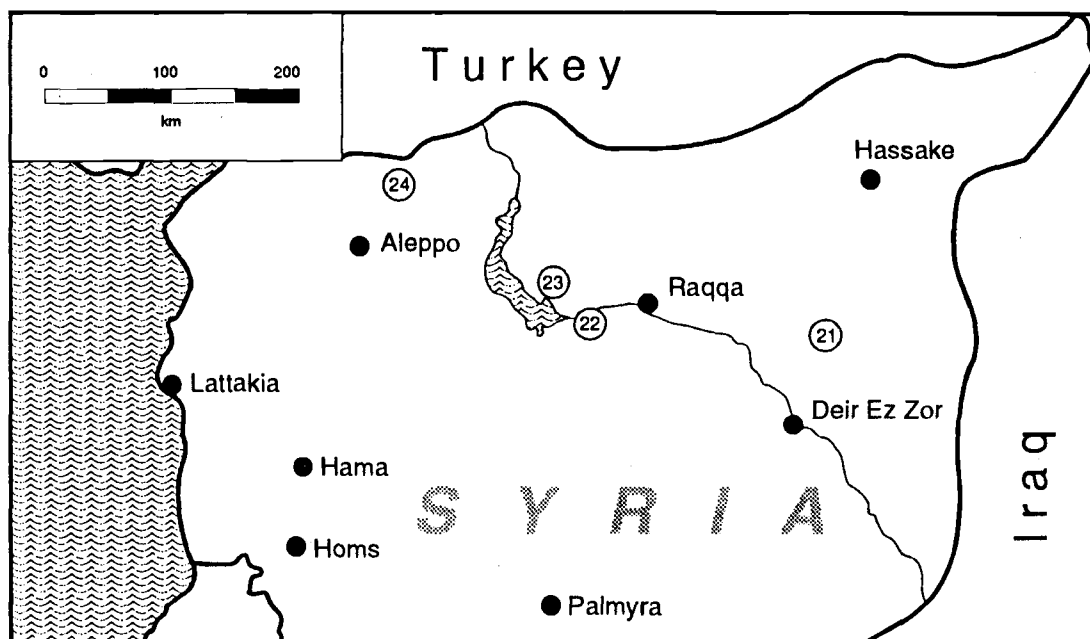 0 100 200
km
Turkey
Hassake
24
Aleppo
23
Raqqa
22
21
Lattakia
Deir Ez Zor
Hama
Iraq
SYRIA
Homs
Palmyra